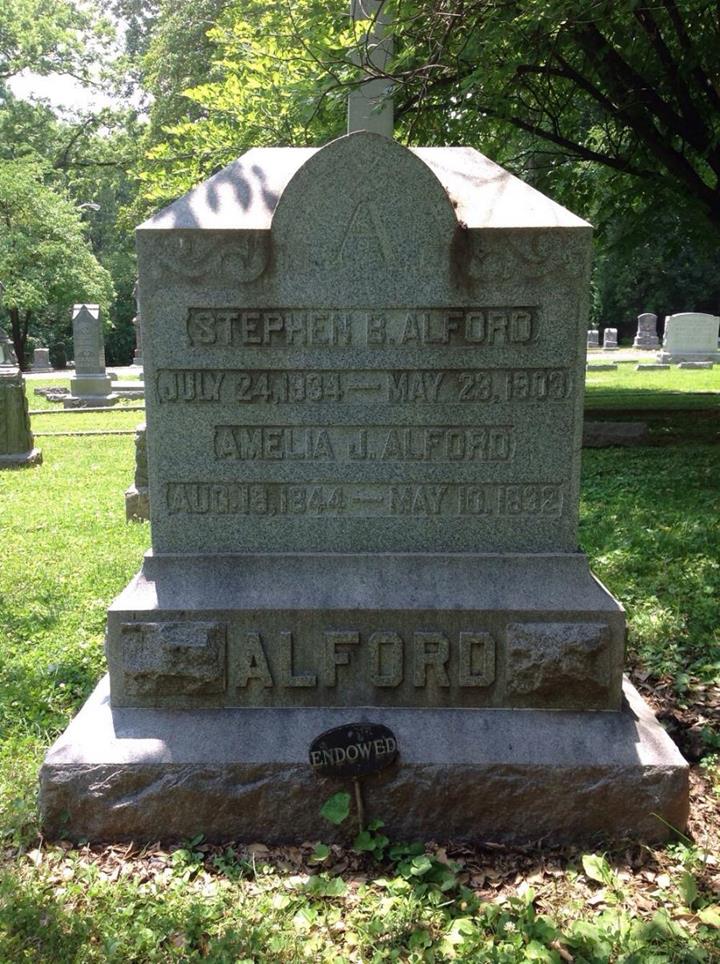 A
STEPHEN B. ALFORD
JULY 24, 1834 — MAY 23, 1903
AMELIA J. ALFORD
AUG. 18, 1844 — MAY 10, 1892
ALFORD
ENDOWED